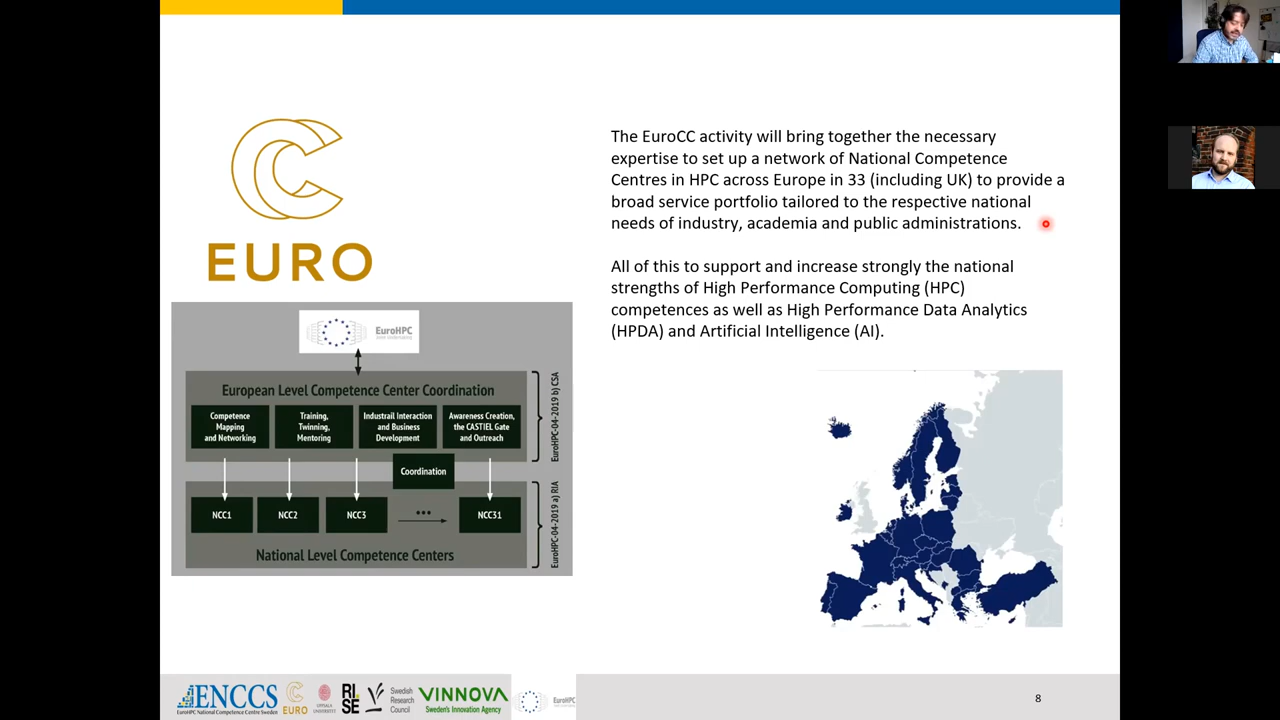 EURO
The EuroCC activity will bring together the necessary
expertise to set up a network of National Competence
Centres in HPC across Europe in 33 (including UK) to provide a
broad service portfolio tailored to the respective national
needs of industry, academia and public administrations.
All of this to support and increase strongly the national
strengths of High Performance Computing (HPC)
competences as well as High Performance Data Analytics
(HPDA) and Artificial Intelligence (AI).
EuroHPC
European Level Competence Center Coordination
Competence
Mapping
and Networking
Training,
Twinning,
Mentoring
Industrail Interaction
and Business
Development
Awareness Creation,
the CASTIEL Gate
and Outreach
EuroHPC-04-2019 b) CSA
Coordination
NCC1
NCC2
NCC3
...
NCC31
National Level Competence Centers
EuroHPC-04-2019 a) RIA
ENCCS
EuroHPC National Competence Centre Sweden
EURO
UPPSALA
UNIVERSITET
RI.
SE
Swedish
Research
Council
VINNOVA
Sweden's Innovation Agency
EuroHPC
8